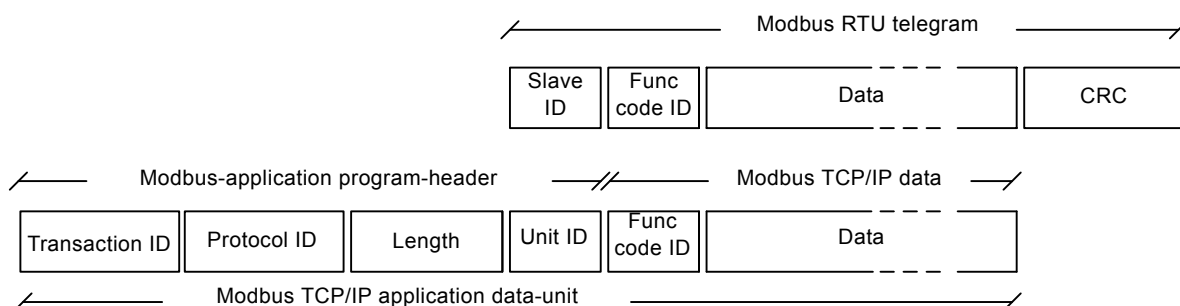 Modbus RTU telegram
Slave ID
Func code ID
Data
CRC
Modbus-application program-header
Modbus TCP/IP data
Transaction ID
Protocol ID
Length
Unit ID
Func code ID
Data
Modbus TCP/IP application data-unit